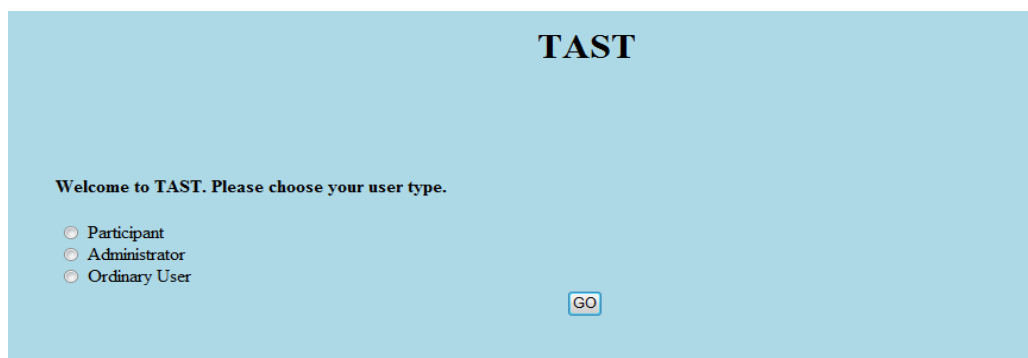 TAST
Welcome to TAST. Please choose your user type.
Participant
Administrator
Ordinary User
GO